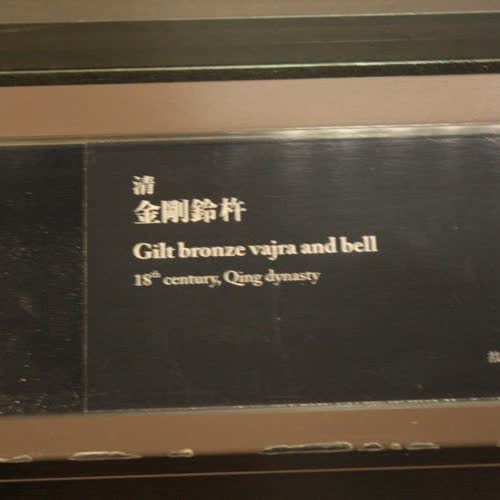 清
金剛鈴杵
Gilt bronze vajra and bell
18th century, Qing dynasty